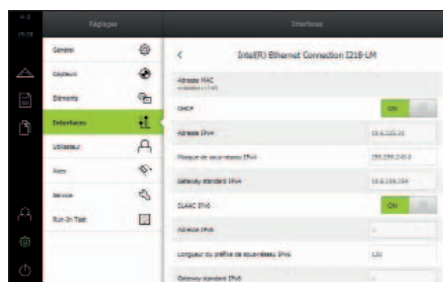 Réglages
Interfaces
Général
Capteurs
Éléments
Interfaces
Utilisateur
Axes
Service
Run-In Test
Intel(R) Ethernet Connection I218-LM
Adresse MAC
DHCP
ON
Adresse IPv4
Masque de sous-réseau IPv4
Gateway standard IPv4
SLAAC IPv6
ON
Adresse IPv6
Longueur du préfixe de sous-réseau IPv6
Gateway standard IPv6